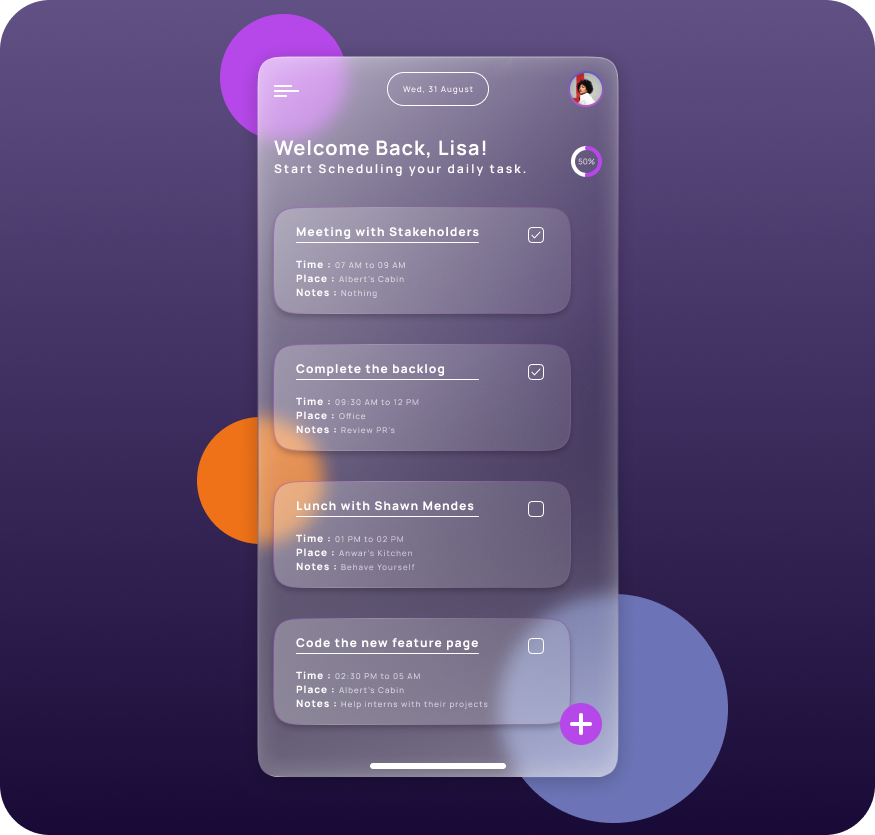 Wed, 31 August
Welcome Back, Lisa!
Start Scheduling your daily task.
50%
Meeting with Stakeholders
Time : 07 AM to 09 AM
Place : Albert's Cabin
Notes : Nothing
Complete the backlog
Time : 09:30 AM to 12 PM
Place : Office
Notes : Review PR's
Lunch with Shawn Mendes
Time : 01 PM to 02 PM
Place : Anwar's Kitchen
Notes : Behave Yourself
Code the new feature page
Time : 02:30 PM to 05 AM
Place : Albert's Cabin
Notes : Help interns with their projects